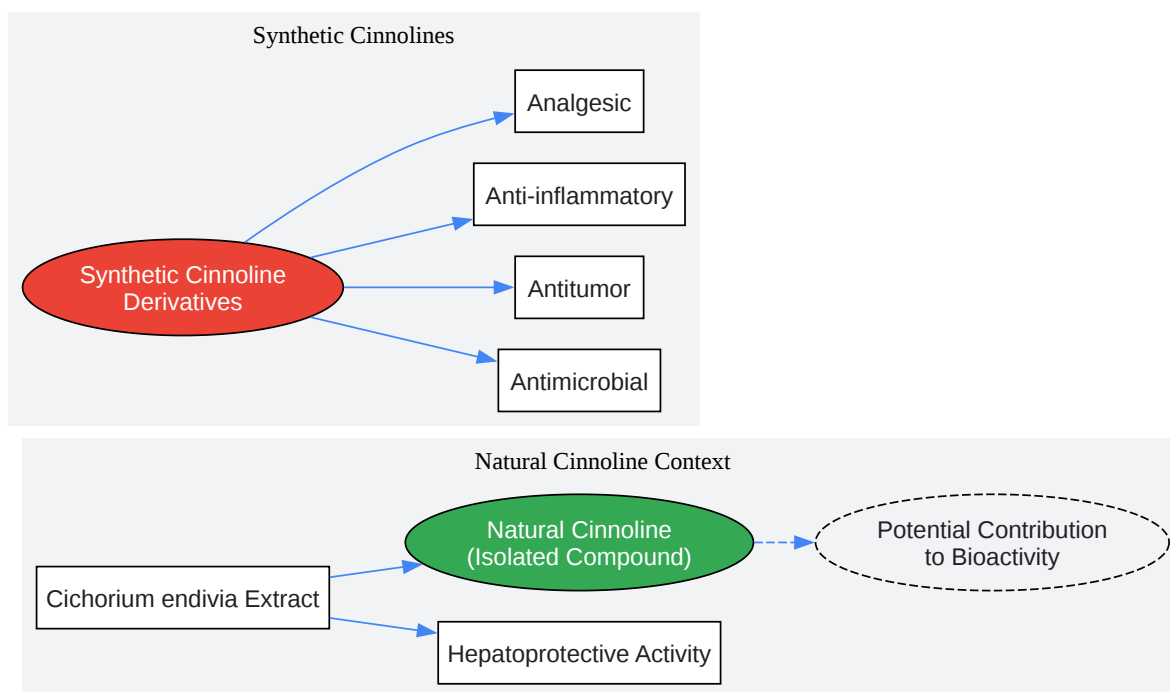 Synthetic Cinnolines
Analgesic
Anti-inflammatory
Synthetic Cinnoline
Derivatives
Antitumor
Antimicrobial
Natural Cinnoline Context
Natural Cinnoline
(Isolated Compound)
Potential Contribution
to Bioactivity
Cichorium endivia Extract
Hepatoprotective Activity